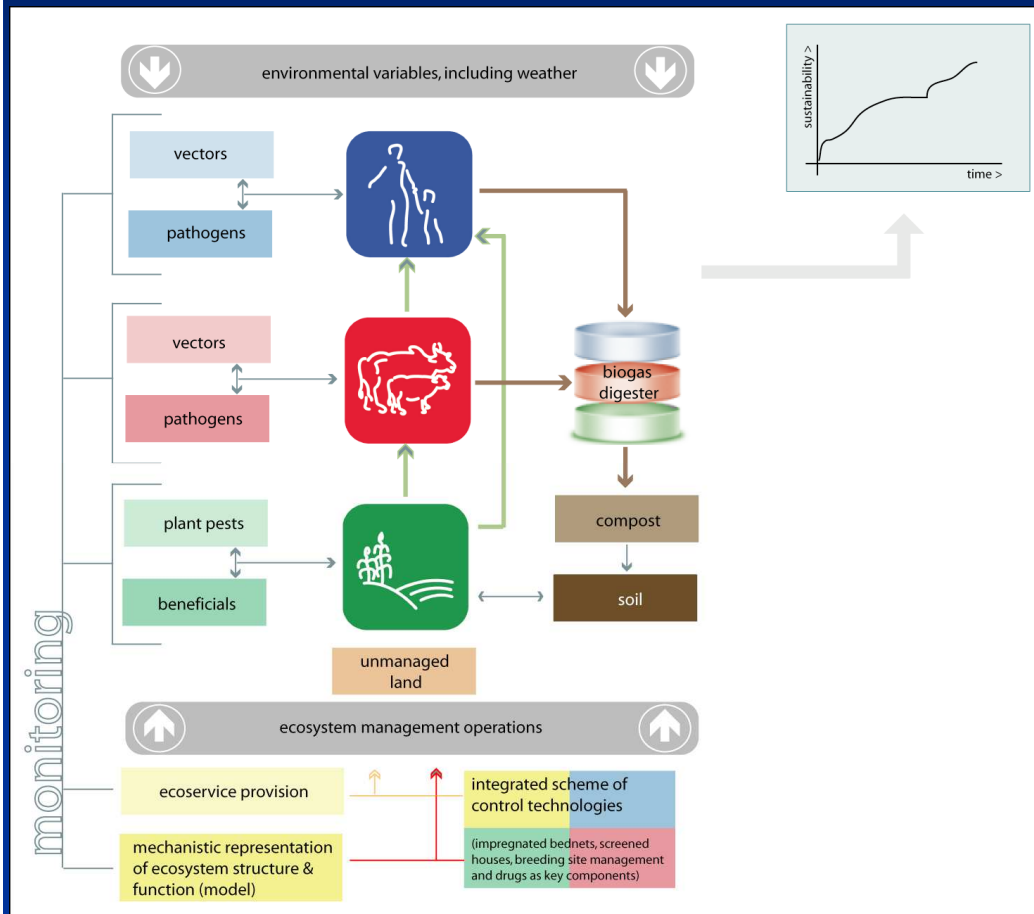 environmental variables, including weather
sustainability >
time >
vectors
pathogens
vectors
pathogens
biogas
digester
plant pests
beneficials
compost
soil
unmanaged
land
monitoring
ecosystem management operations
ecoservice provision
integrated scheme of
control technologies
mechanistic representation
of ecosystem structure &
function (model)
(impregnated bednets, screened
houses, breeding site management
and drugs as key components)